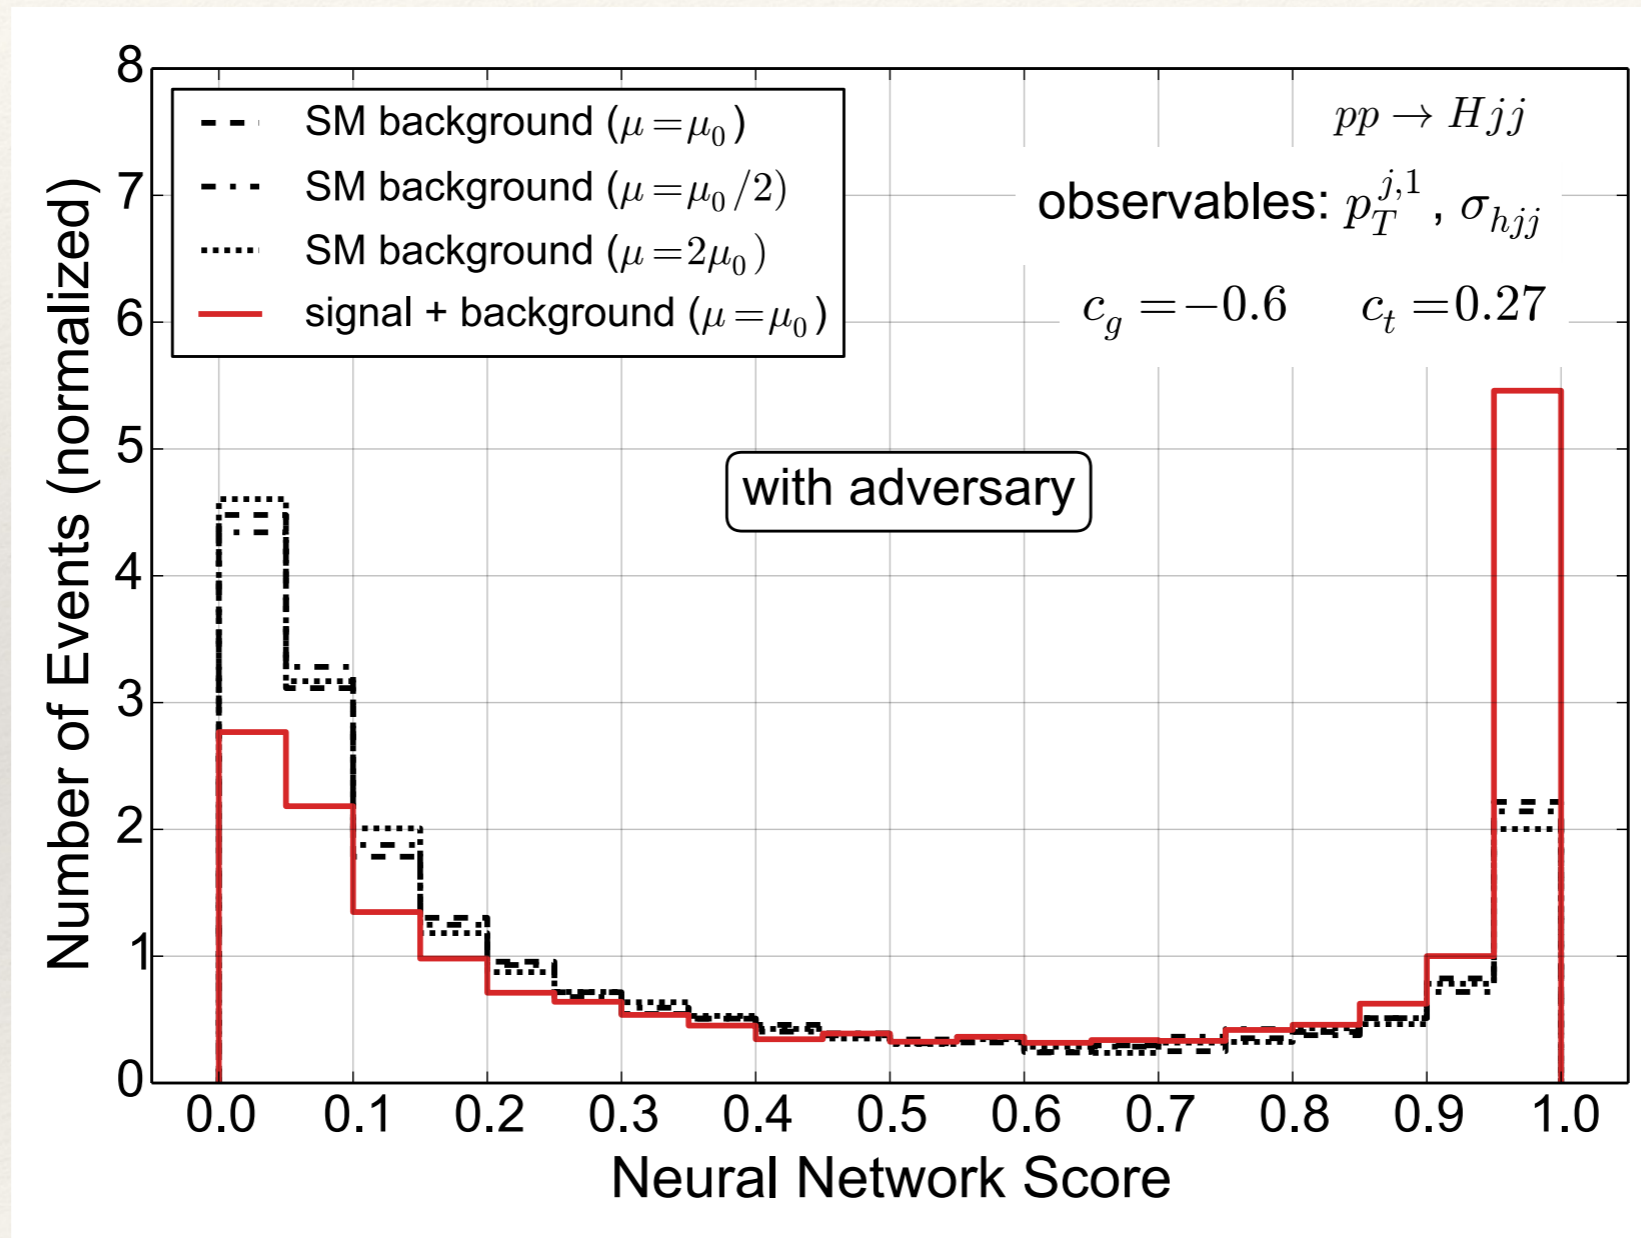 SM background (μ = μ₀)
SM background (μ = μ₀/2)
SM background (μ = 2μ₀)
signal + background (μ = μ₀)
pp → Hjj
observables: p_T^{j,1} , σ_{hjj}
c_g = −0.6 c_t = 0.27
with adversary
Number of Events (normalized)
8
7
6
5
4
3
2
1
0
0.0 0.1 0.2 0.3 0.4 0.5 0.6 0.7 0.8 0.9 1.0
Neural Network Score